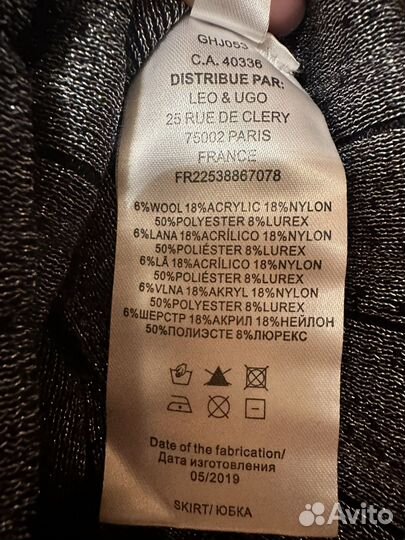 GHJ053
C.A. 40336
DISTRIBUE PAR:
LEO & UGO
25 RUE DE CLERY
75002 PARIS
FRANCE
FR22538867078
6%WOOL 18%ACRYLIC 18%NYLON
50%POLYESTER 8%LUREX
6%LANA 18%ACRÍLICO 18%NYLON
50%POLIÉSTER 8%LUREX
6%LÃ 18%ACRÍLICO 18%NYLON
50%POLIÉSTER 8%LUREX
6%VLNA 18%AKRYL 18%NYLON
50%POLYESTER 8%LUREX
6%ШЕРСТР 18%АКРИЛ 18%НЕЙЛОН
50%ПОЛИЭСТЕ 8%ЛЮРЕКС
Date of the fabrication/
Дата изготовления
05/2019
SKIRT/ ЮБКА
Avito